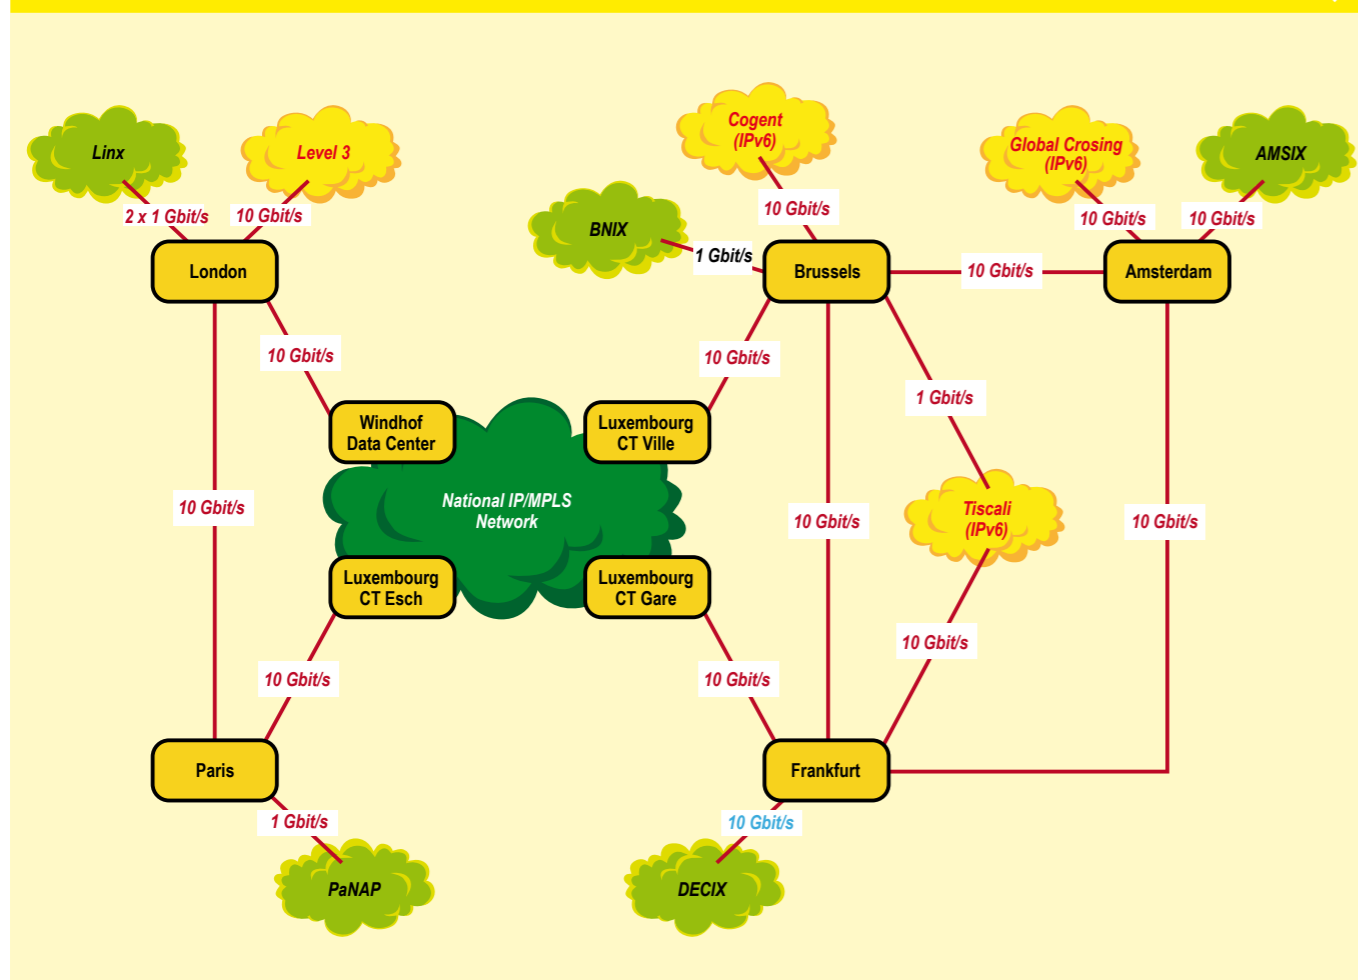 Linx
Level 3
Cogent
(IPv6)
Global Crosing
(IPv6)
AMSIX
2 x 1 Gbit/s
10 Gbit/s
BNIX
10 Gbit/s
10 Gbit/s
10 Gbit/s
1 Gbit/s
London
Brussels
10 Gbit/s
Amsterdam
10 Gbit/s
10 Gbit/s
1 Gbit/s
Windhof
Data Center
Luxembourg
CT Ville
National IP/MPLS
Network
10 Gbit/s
10 Gbit/s
Tiscali
(IPv6)
10 Gbit/s
Luxembourg
CT Esch
Luxembourg
CT Gare
10 Gbit/s
10 Gbit/s
10 Gbit/s
Paris
Frankfurt
1 Gbit/s
10 Gbit/s
PaNAP
DECIX